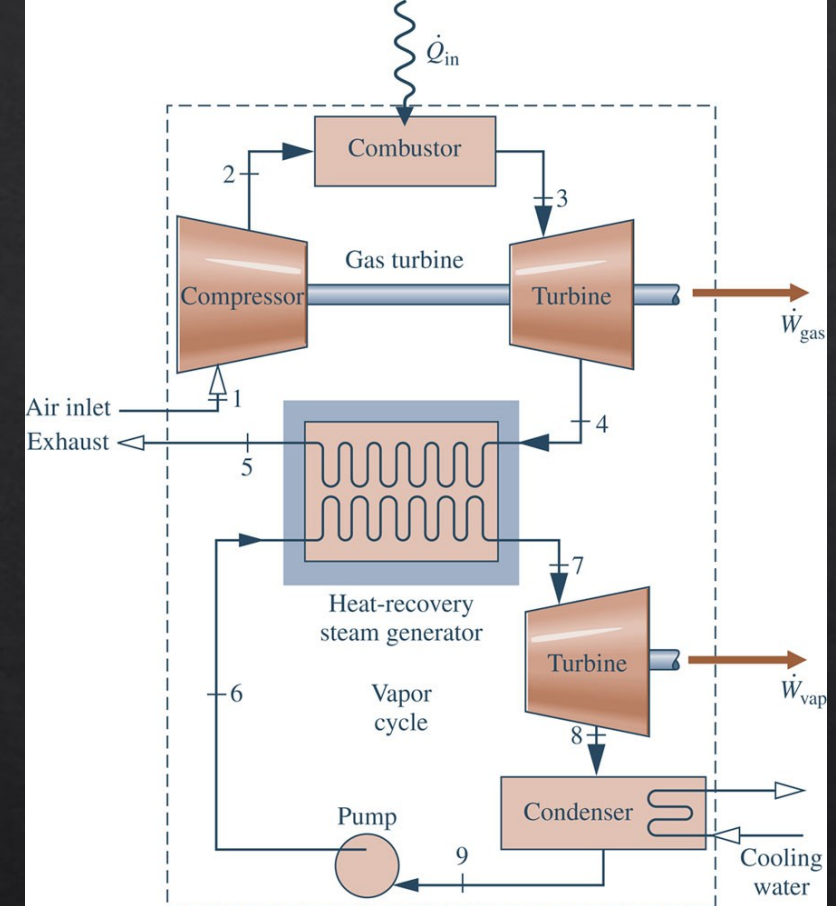 Q̇in
Combustor
2
3
Gas turbine
Compressor
Turbine
Ẇgas
1
Air inlet
4
Exhaust
5
7
Heat-recovery
steam generator
Turbine
Vapor
cycle
6
Ẇvap
8
Condenser
Pump
9
Cooling
water